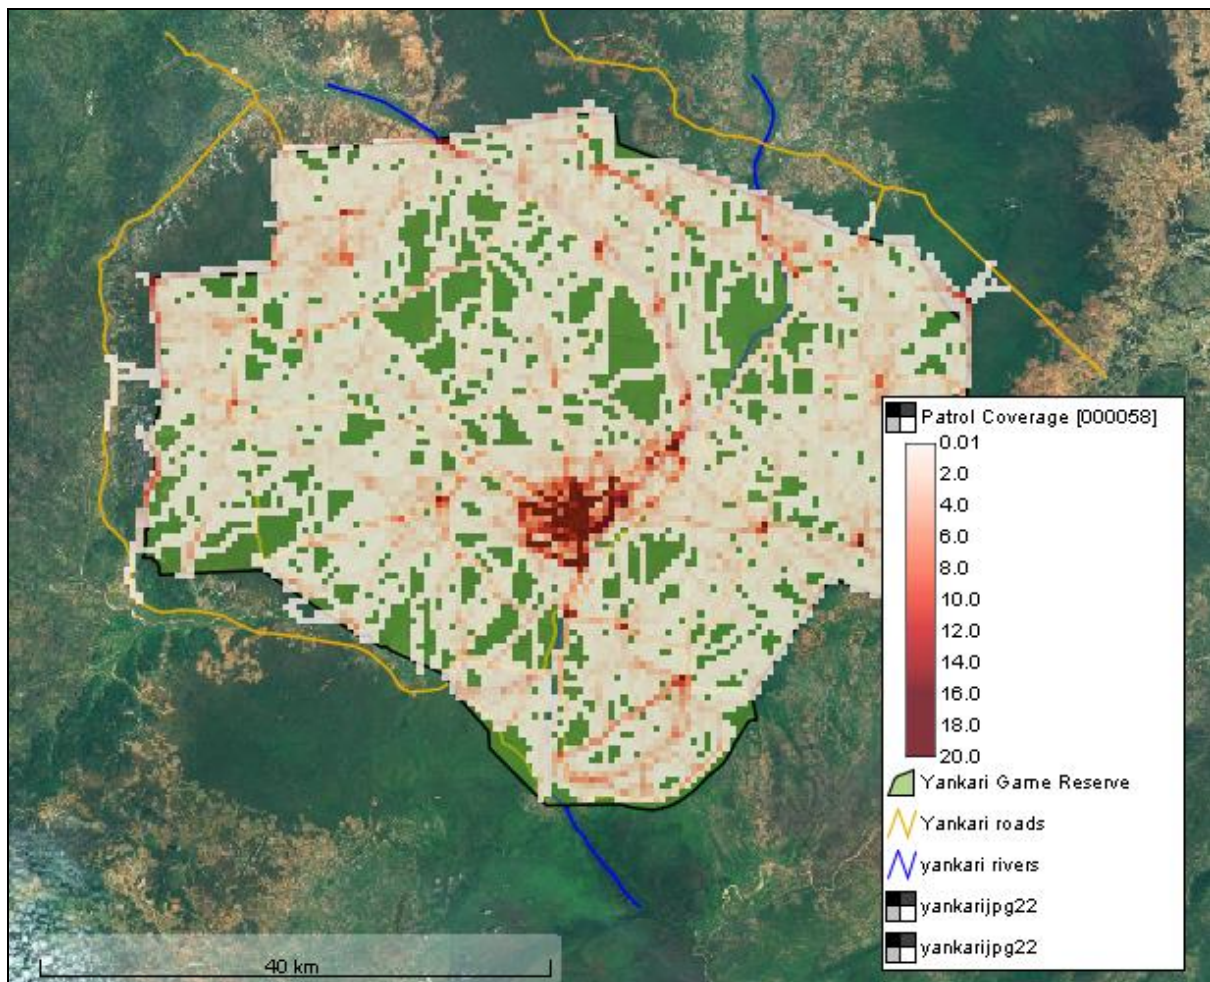 Patrol Coverage [000058]
0.01
2.0
4.0
6.0
8.0
10.0
12.0
14.0
16.0
18.0
20.0
Yankari Game Reserve
Yankari roads
yankari rivers
yankarijpg22
yankarijpg22
40 km